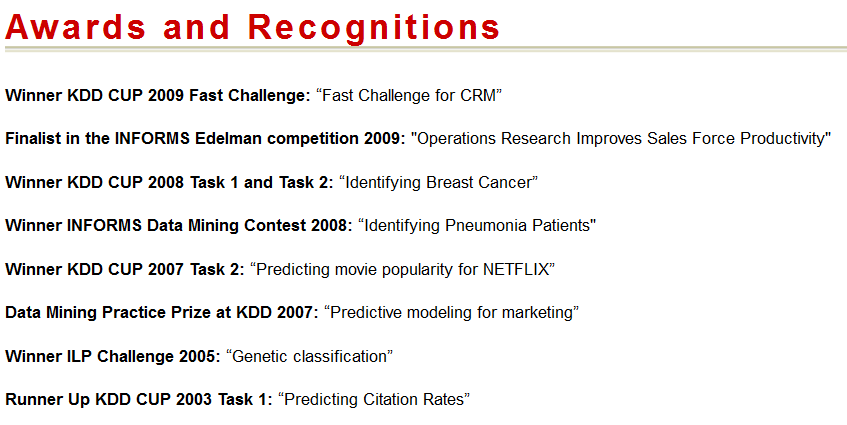 Awards and Recognitions
Winner KDD CUP 2009 Fast Challenge: “Fast Challenge for CRM”
Finalist in the INFORMS Edelman competition 2009: "Operations Research Improves Sales Force Productivity"
Winner KDD CUP 2008 Task 1 and Task 2: “Identifying Breast Cancer”
Winner INFORMS Data Mining Contest 2008: “Identifying Pneumonia Patients"
Winner KDD CUP 2007 Task 2: “Predicting movie popularity for NETFLIX”
Data Mining Practice Prize at KDD 2007: “Predictive modeling for marketing”
Winner ILP Challenge 2005: “Genetic classification”
Runner Up KDD CUP 2003 Task 1: “Predicting Citation Rates”